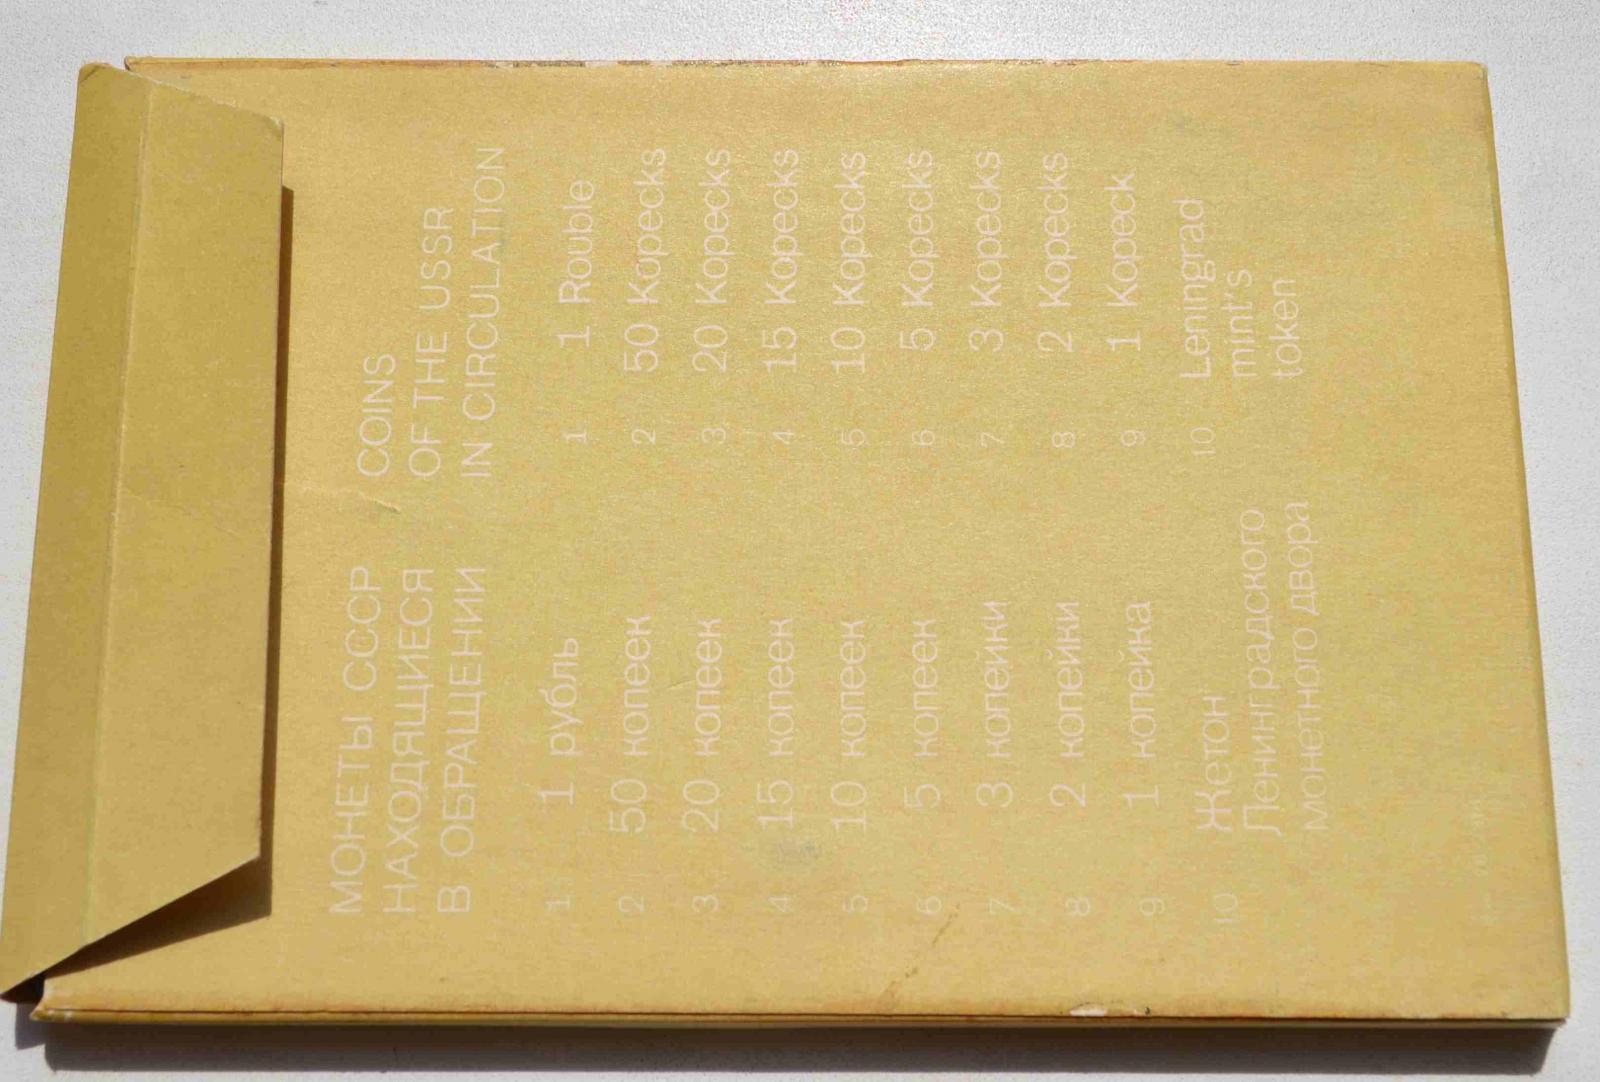 МОНЕТЫ СССР
НАХОДЯЩИЕСЯ
В ОБРАЩЕНИИ
1 1 рубль
2 50 копеек
3 20 копеек
4 15 копеек
5 10 копеек
6 5 копеек
7 3 копейки
8 2 копейки
9 1 копейка
10 Жетон
Ленинградского
монетного двора
COINS
OF THE USSR
IN CIRCULATION
1 1 Rouble
2 50 Kopecks
3 20 Kopecks
4 15 Kopecks
5 10 Kopecks
6 5 Kopecks
7 3 Kopecks
8 2 Kopecks
9 1 Kopeck
10 Leningrad
mint's
token